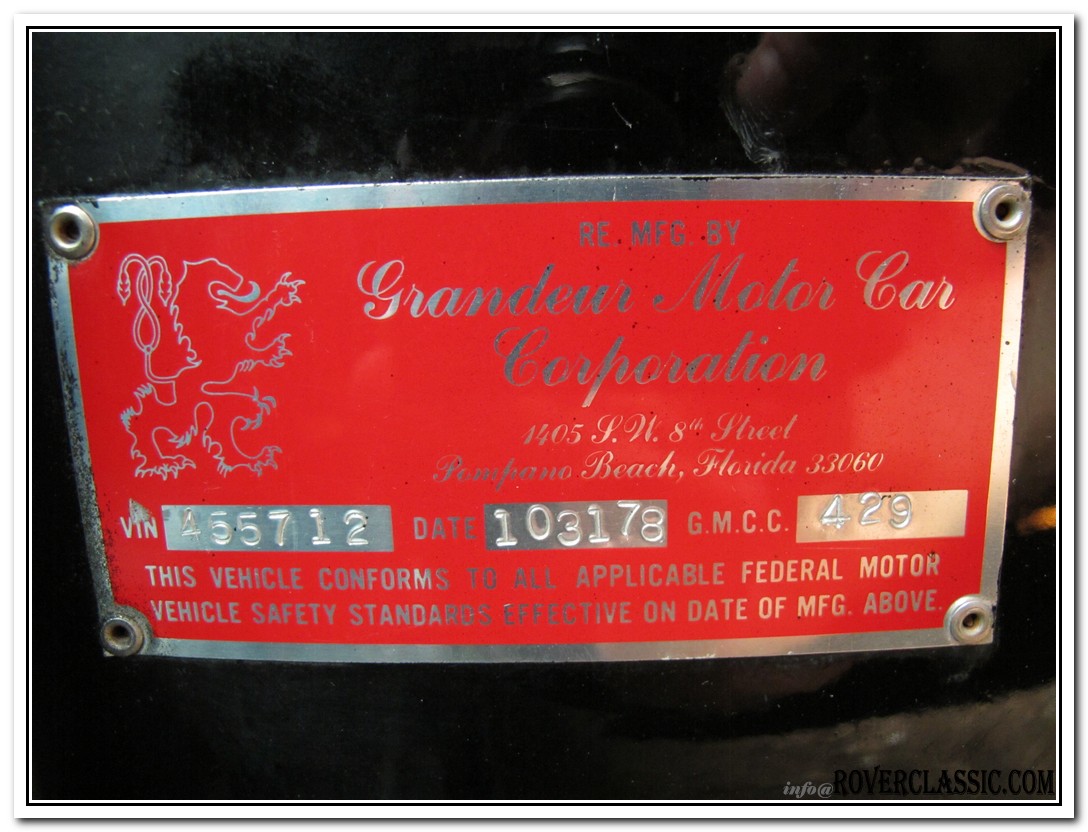 RE. MFG. BY
Grandeur Motor Car
Corporation
1405 S.W. 8th Street
Pompano Beach, Florida 33060
VIN 455712 DATE 103178 G.M.C.C. 429
THIS VEHICLE CONFORMS TO ALL APPLICABLE FEDERAL MOTOR
VEHICLE SAFETY STANDARDS EFFECTIVE ON DATE OF MFG. ABOVE.
info@ROVERCLASSIC.COM